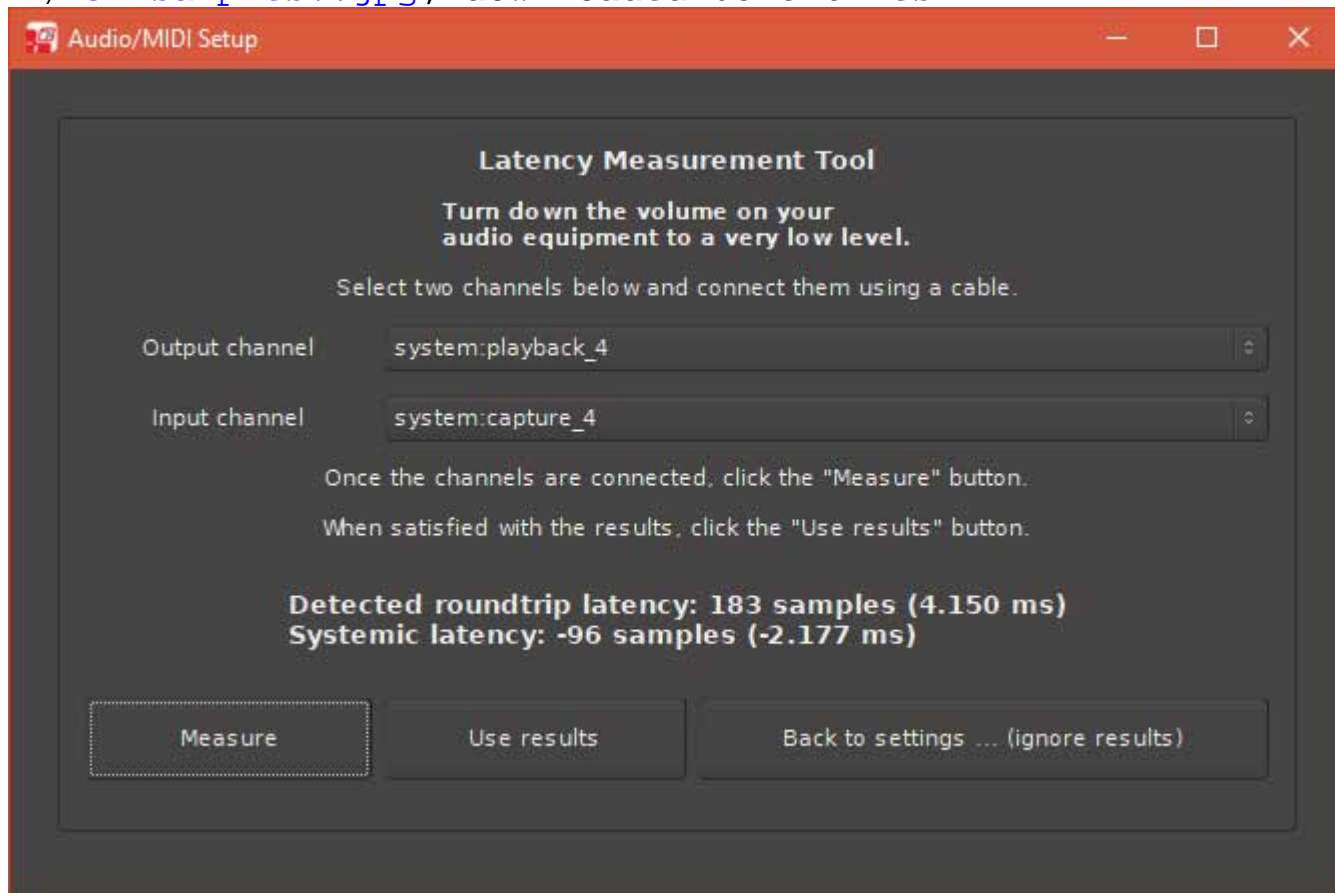 Audio/MIDI Setup
Latency Measurement Tool
Turn down the volume on your
audio equipment to a very low level.
Select two channels below and connect them using a cable.
Output channel system:playback_4
Input channel system:capture_4
Once the channels are connected, click the "Measure" button.
When satisfied with the results, click the "Use results" button.
Detected roundtrip latency: 183 samples (4.150 ms)
Systemic latency: -96 samples (-2.177 ms)
Measure Use results Back to settings ... (ignore results)